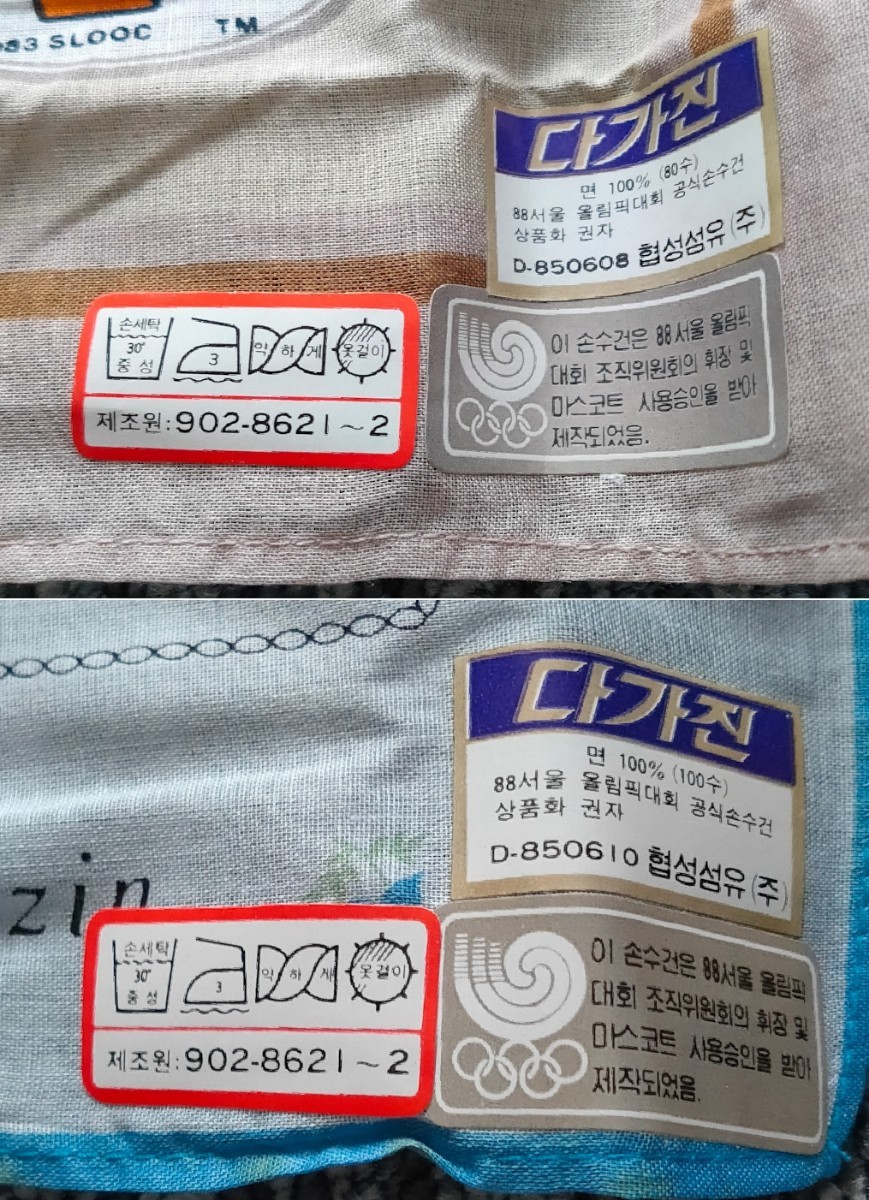 983 SLOOC TM
다가진
면 100% (80수)
88서울 올림픽대회 공식손수건
상품화 권자
D-850608 협성섬유(주)
손세탁
30°
중성
3
약하게
옷걸이
제조원: 902-8621~2
이 손수건은 88서울 올림픽
대회 조직위원회의 휘장 및
마스코트 사용승인을 받아
제작되었음.
다가진
면 100% (100수)
88서울 올림픽대회 공식손수건
상품화 권자
D-850610 협성섬유(주)
zin
손세탁
30°
중성
3
약하게
옷걸이
제조원: 902-8621~2
이 손수건은 88서울 올림픽
대회 조직위원회의 휘장 및
마스코트 사용승인을 받아
제작되었음.